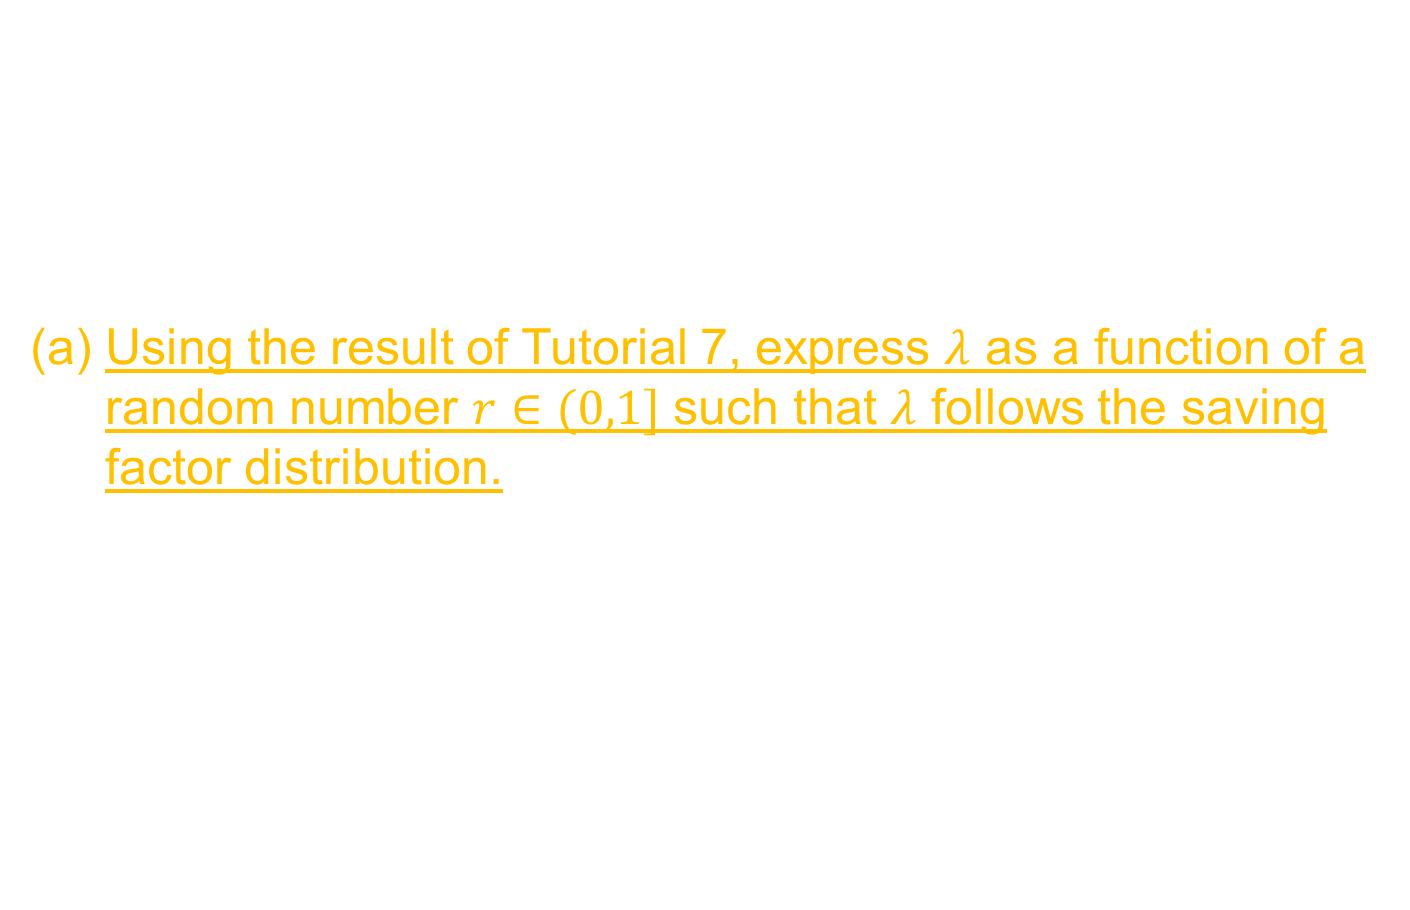 (a) Using the result of Tutorial 7, express 𝜆 as a function of a
random number 𝑟 ∈ (0,1] such that 𝜆 follows the saving
factor distribution.